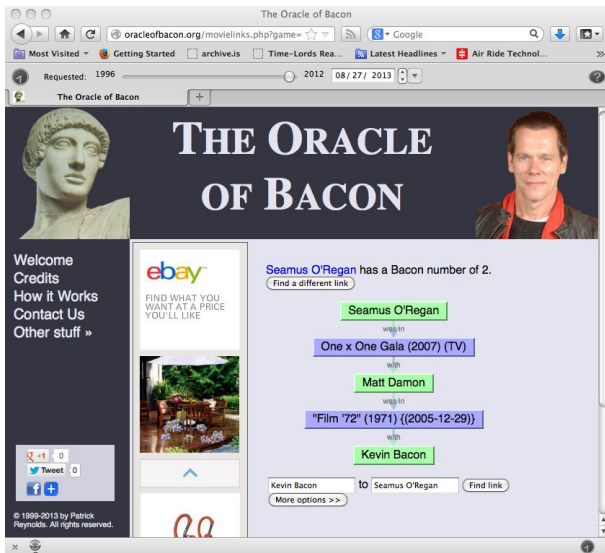 The Oracle of Bacon
oracleofbacon.org/movielinks.php?game=
Google
Most Visited
Getting Started
archive.is
Time-Lords Rea...
Latest Headlines
Air Ride Technol...
Requested: 1996
2012
08/27/2013
The Oracle of Bacon
THE ORACLE
OF BACON
Welcome
Credits
How it Works
Contact Us
Other stuff »
ebay
FIND WHAT YOU
WANT AT A PRICE
YOU'LL LIKE
Seamus O'Regan has a Bacon number of 2.
Find a different link
Seamus O'Regan
was in
One x One Gala (2007) (TV)
with
Matt Damon
was in
"Film '72" (1971) {(2005-12-29)}
with
Kevin Bacon
Kevin Bacon to Seamus O'Regan Find link
More options >>
g +1 0
Tweet 0
f
© 1999-2013 by Patrick
Reynolds. All rights reserved.